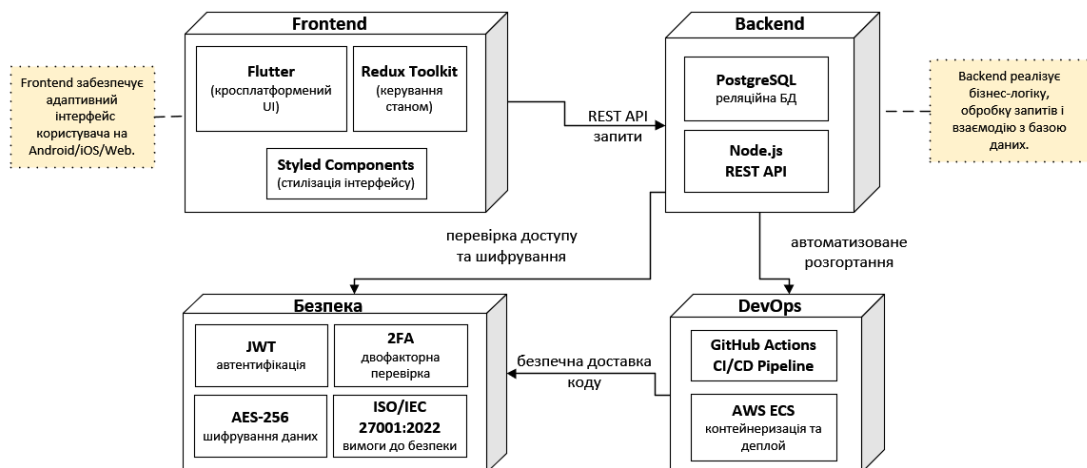 Frontend
Flutter
(кросплатформений
UI)
Redux Toolkit
(керування
станом)
Styled Components
(стилізація інтерфейсу)
Frontend забезпечує
адаптивний
інтерфейс
користувача на
Android/iOS/Web.
REST API
запити
Backend
PostgreSQL
реляційна БД
Node.js
REST API
Backend реалізує
бізнес-логіку,
обробку запитів і
взаємодію з базою
даних.
перевірка доступу
та шифрування
автоматизоване
розгортання
Безпека
JWT
автентифікація
2FA
двофакторна
перевірка
AES-256
шифрування даних
ISO/IEC
27001:2022
вимоги до безпеки
безпечна доставка
коду
DevOps
GitHub Actions
CI/CD Pipeline
AWS ECS
контейнеризація та
деплой